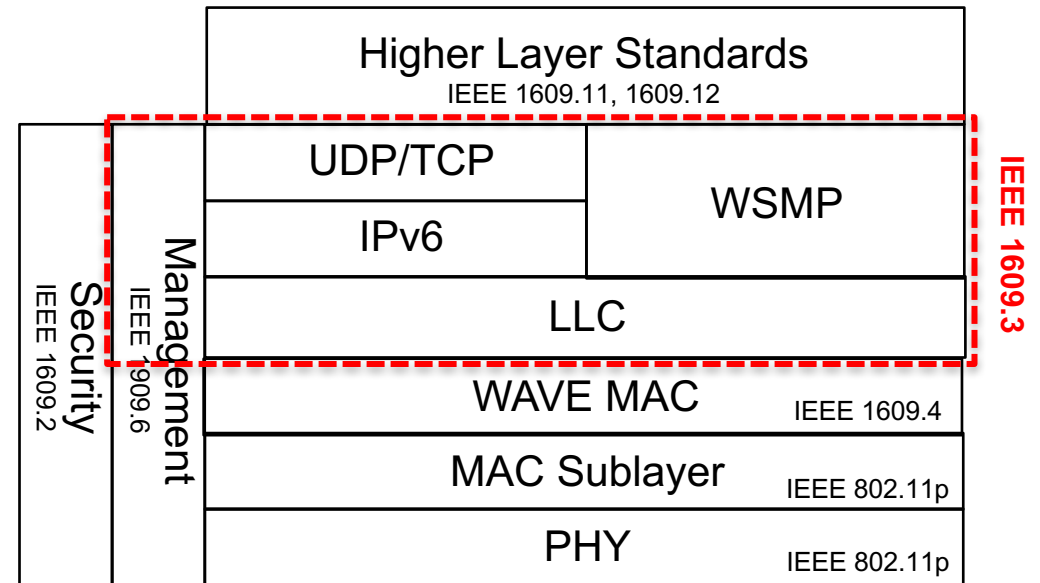 Higher Layer Standards
IEEE 1609.11, 1609.12
Security
IEEE 1609.2
Management
IEEE 1909.6
UDP/TCP
IPv6
WSMP
LLC
IEEE 1609.3
WAVE MAC
IEEE 1609.4
MAC Sublayer
IEEE 802.11p
PHY
IEEE 802.11p